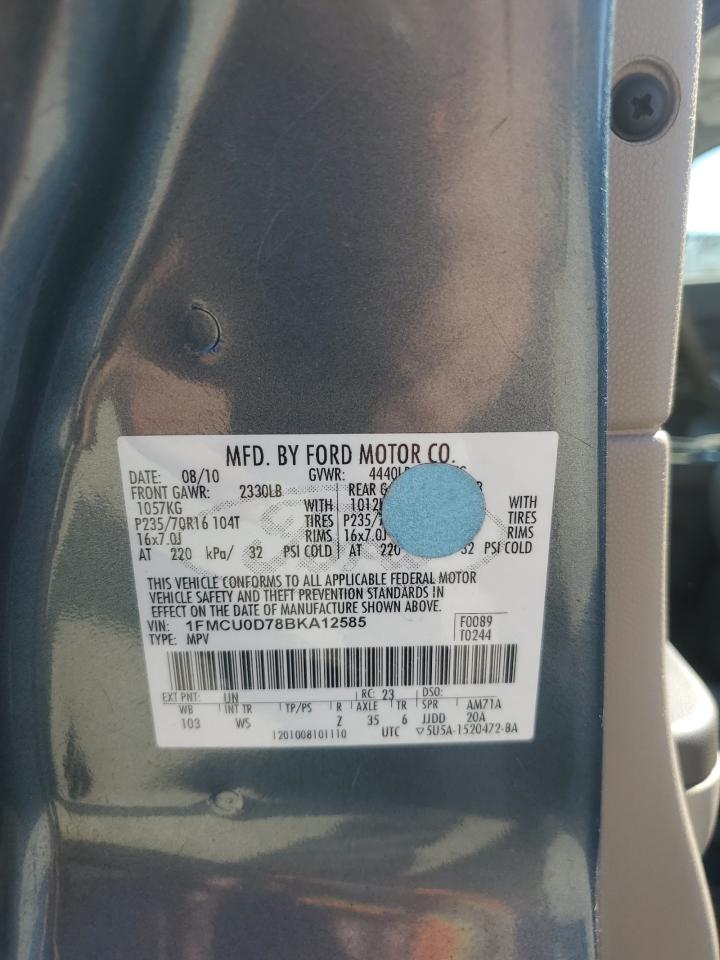 MFD. BY FORD MOTOR CO.
DATE: 08/10 GVWR: 4440LB
FRONT GAWR: 2330LB REAR
1057KG WITH WITH
P235/70R16 104T TIRES TIRES
16x7.0J RIMS 16x7.0J RIMS
AT 220 kPa/ 32 PSI COLD AT 220 PSI COLD
THIS VEHICLE CONFORMS TO ALL APPLICABLE FEDERAL MOTOR
VEHICLE SAFETY AND THEFT PREVENTION STANDARDS IN
EFFECT ON THE DATE OF MANUFACTURE SHOWN ABOVE.
VIN: 1FMCU0D78BKA12585 F0089
TYPE: MPV T0244
EXT PNT: UN RC: 23 DSO:
WB INT TR TP/PS R AXLE TR SPR AM71A
103 WS Z 35 6 JJDD 20A
1201008101110 UTC ▽5U5A-1520472-BA